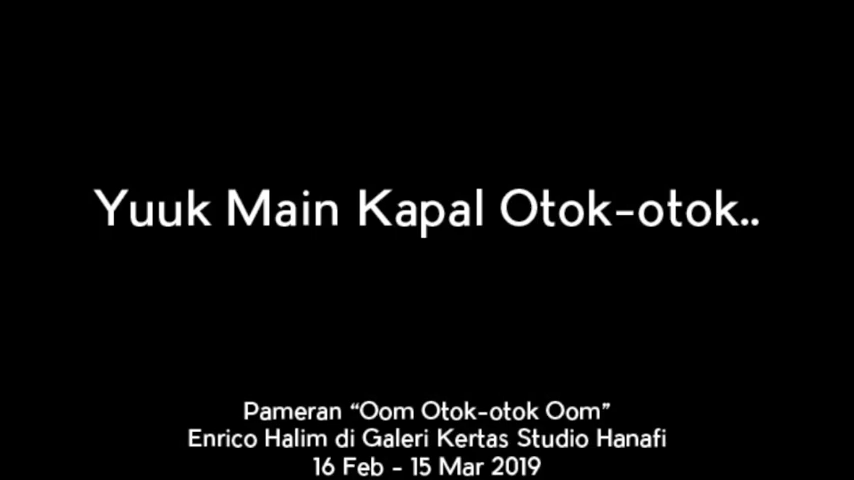 Yuuk Main Kapal Otok-otok..
Pameran “Oom Otok-otok Oom”
Enrico Halim di Galeri Kertas Studio Hanafi
16 Feb - 15 Mar 2019